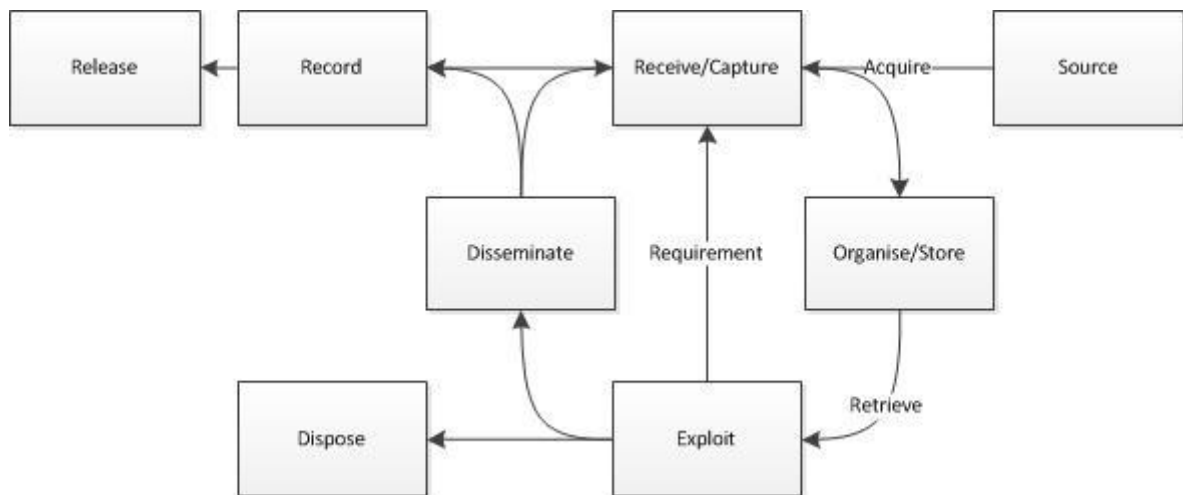 Release
Record
Receive/Capture
Acquire
Source
Disseminate
Requirement
Organise/Store
Retrieve
Dispose
Exploit